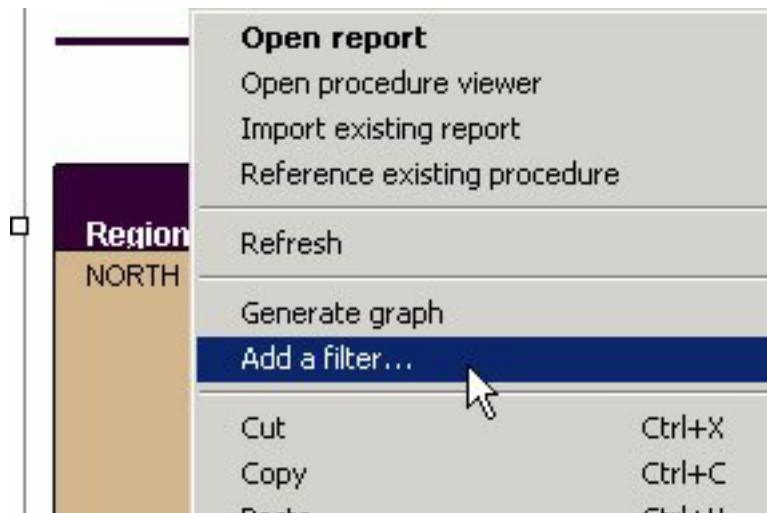 Open report
Open procedure viewer
Import existing report
Reference existing procedure
Region
Refresh
NORTH
Generate graph
Add a filter...
Cut Ctrl+X
Copy Ctrl+C